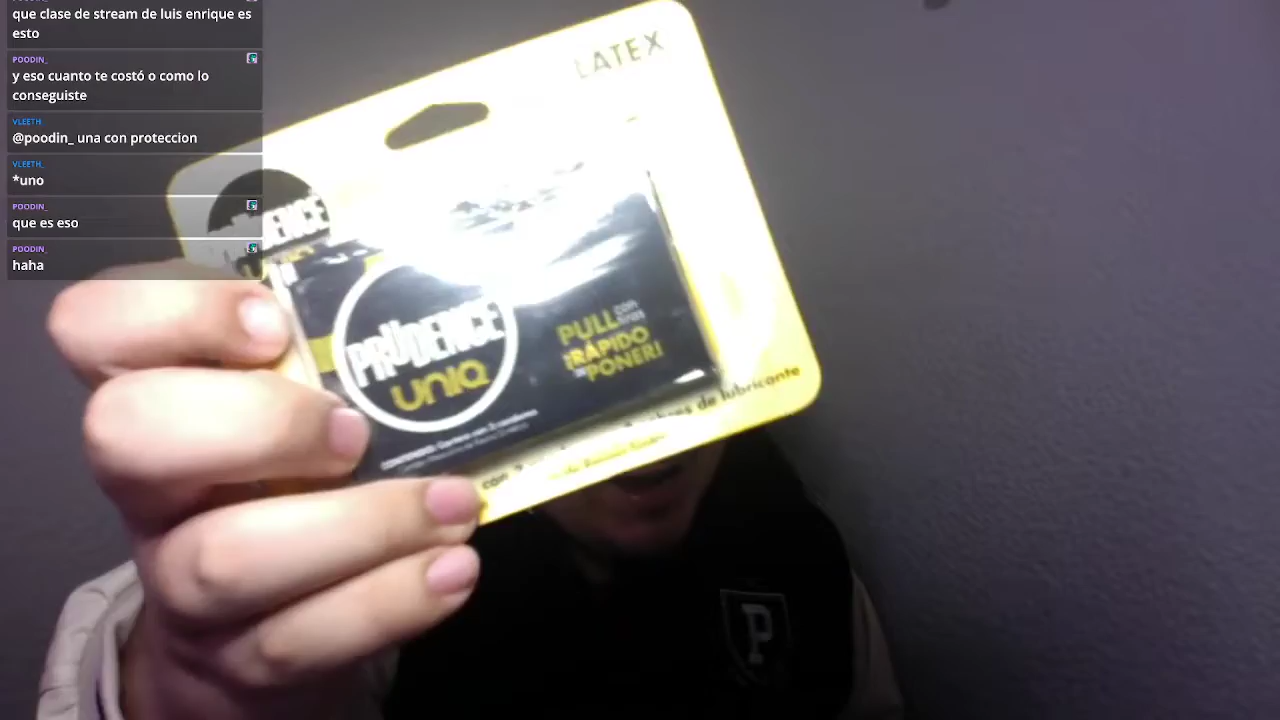 que clase de stream de luis enrique es
esto
POODIN_
y eso cuanto te costó o como lo
conseguiste
VLEETH_
@poodin_ una con proteccion
VLEETH_
*uno
POODIN_
que es eso
POODIN_
haha
LATEX
PRUDENCE
UNIQ
PULL
¡RÁPIDO
PONER!
con
sobres de lubricante
P